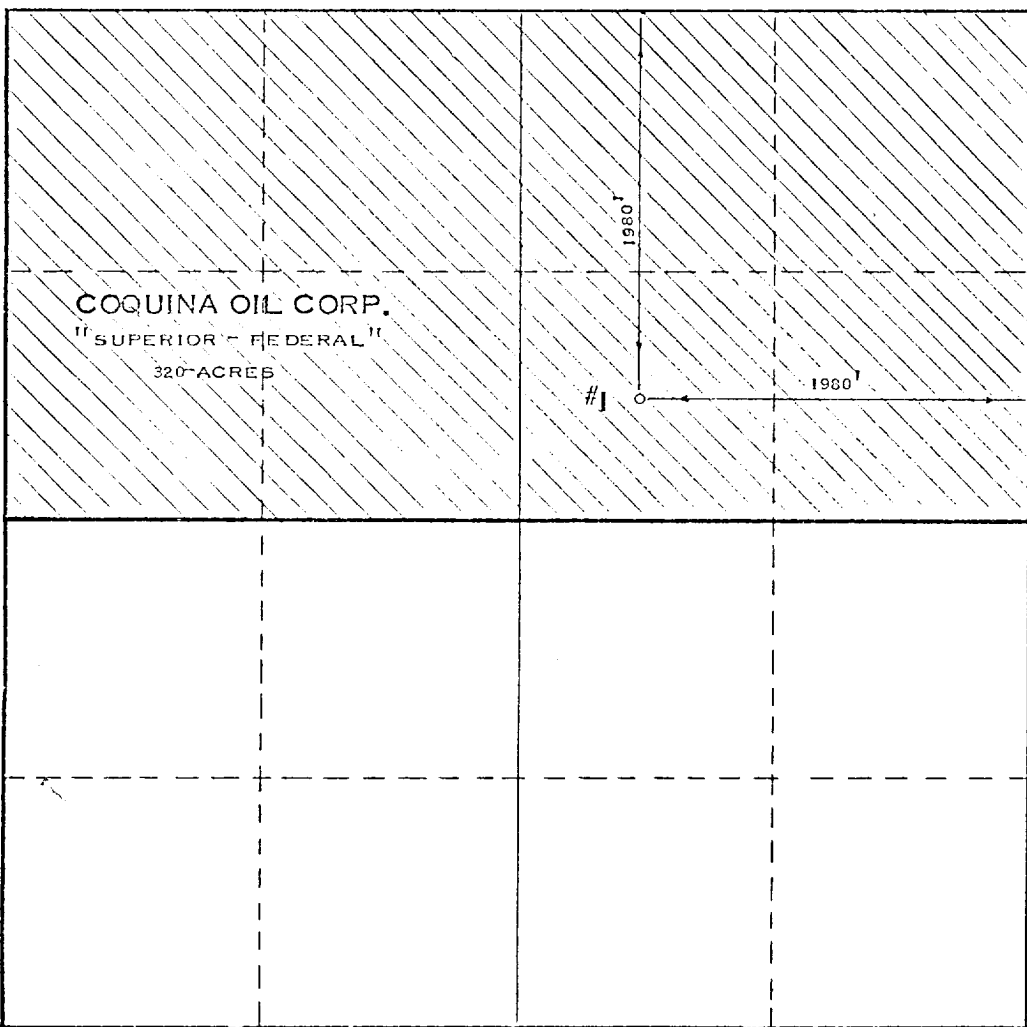 1980'
COQUINA OIL CORP.
"SUPERIOR - FEDERAL"
320-ACRES
1980'
#1